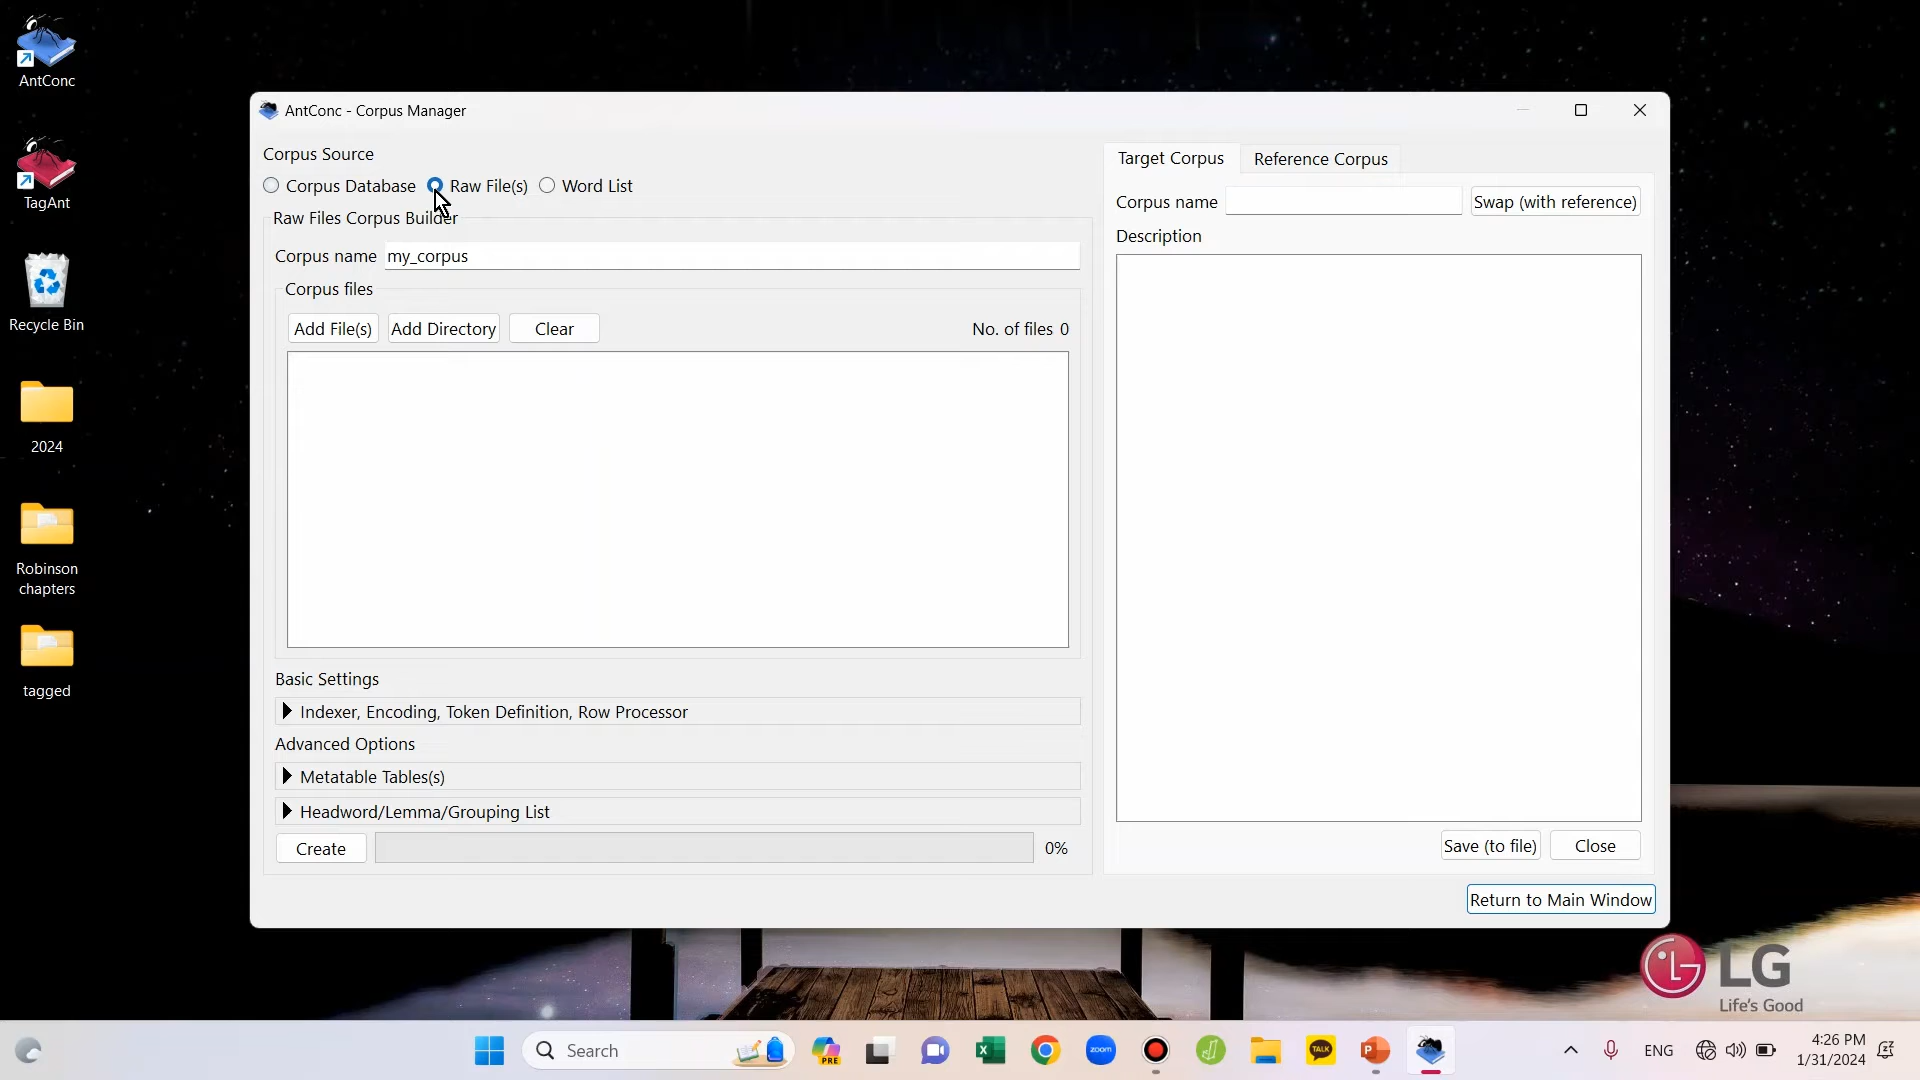 AntConc
TagAnt
Recycle Bin
2024
Robinson
chapters
tagged
AntConc - Corpus Manager
Corpus Source
Corpus Database
Raw File(s)
Word List
Raw Files Corpus Builder
Corpus name
my_corpus
Corpus files
Add File(s)
Add Directory
Clear
No. of files 0
Basic Settings
Indexer, Encoding, Token Definition, Row Processor
Advanced Options
Metatable Tables(s)
Headword/Lemma/Grouping List
Create
0%
Target Corpus
Reference Corpus
Corpus name
Swap (with reference)
Description
Save (to file)
Close
Return to Main Window
LG
Life's Good
Search
PRE
zoom
TALK
ENG
4:26 PM
1/31/2024